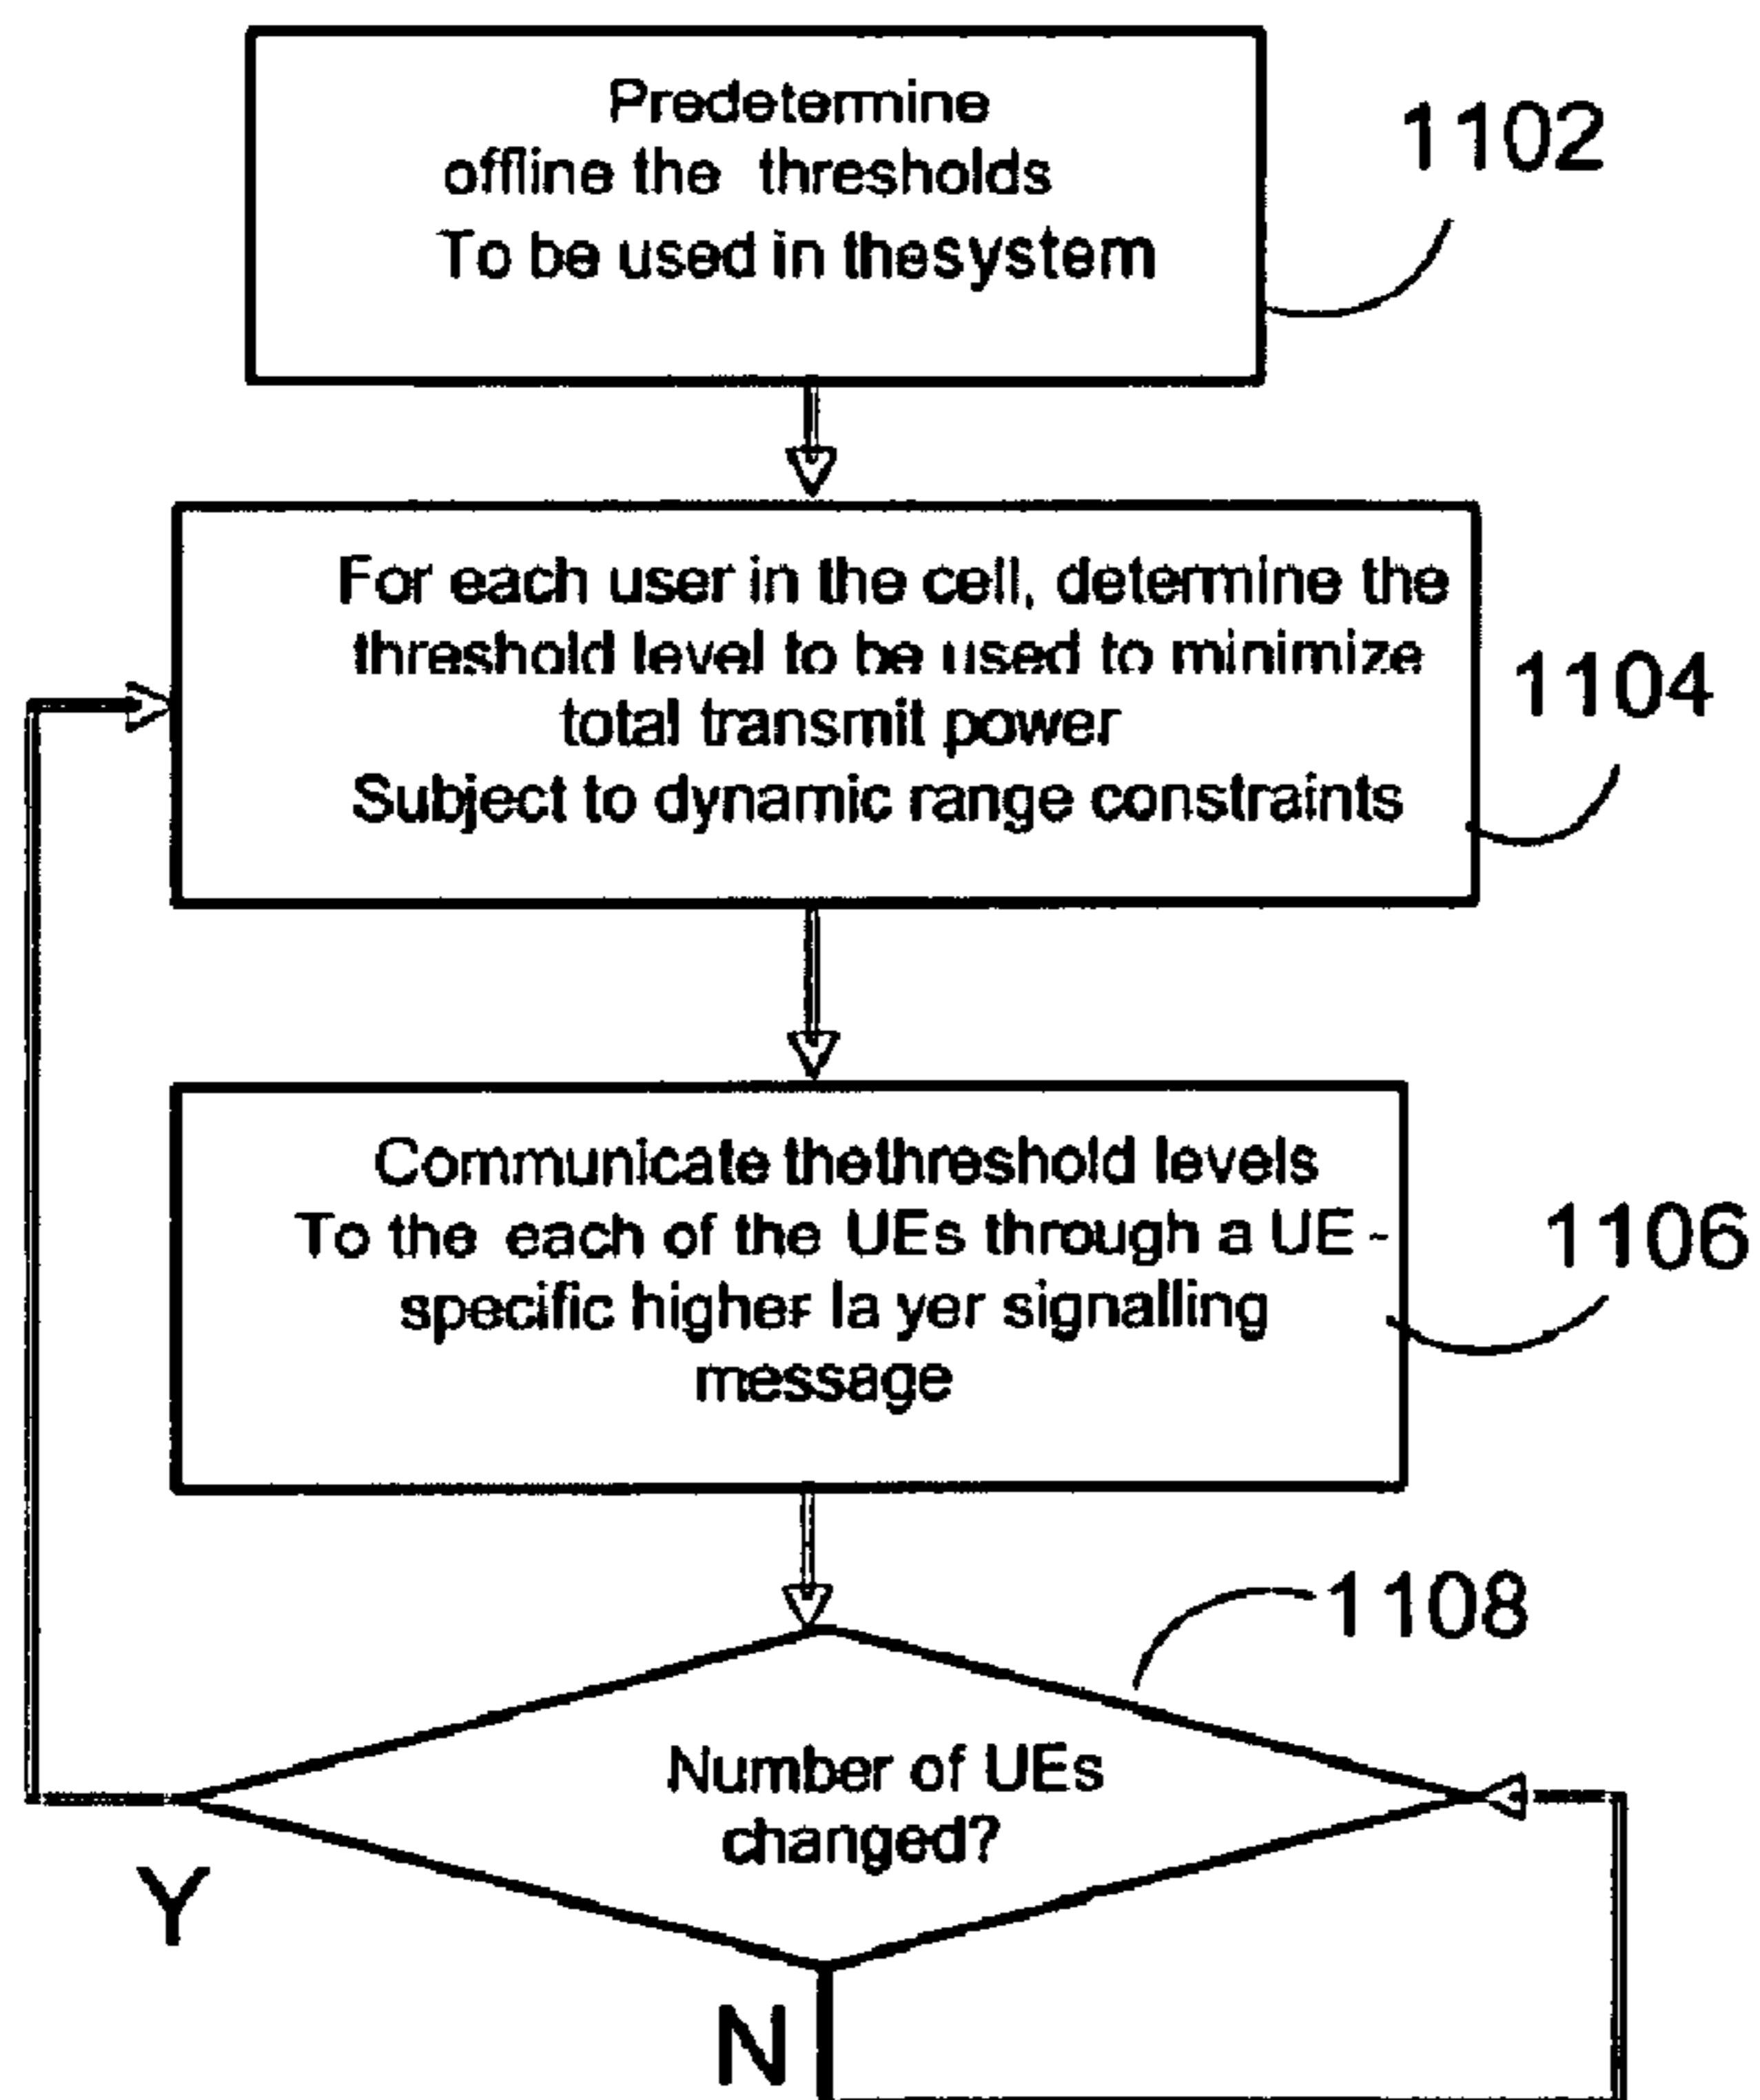 Predetermine
offline the thresholds
To be used in thesystem
1102
For each user in the cell, determine the
threshold level to be used to minimize
total transmit power
Subject to dynamic range constraints
1104
Communicate thethreshold levels
To the each of the UEs through a UE -
specific higher la yer signalling
message
1106
1108
Number of UEs
changed?
Y
N